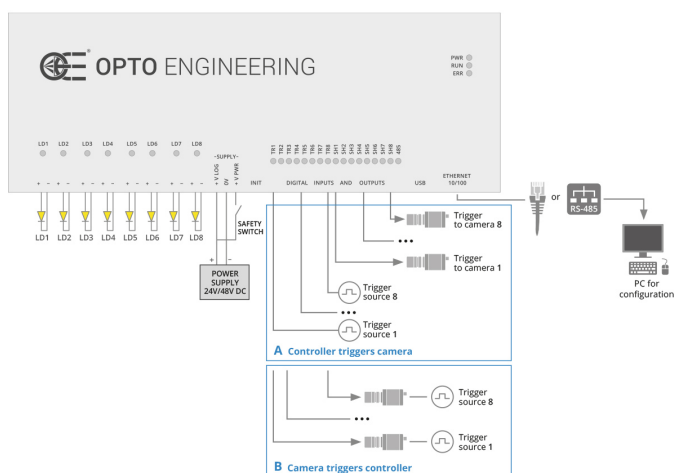 OPTO ENGINEERING
PWR
RUN
ERR
LD1 LD2 LD3 LD4 LD5 LD6 LD7 LD8
-SUPPLY-
+ V LOG
0V
+ V PWR
TR1 TR2 TR3 TR4 TR5 TR6 TR7 TR8 SH1 SH2 SH3 SH4 SH5 SH6 SH7 SH8 485
+ - + - + - + - + - + - + - + -
INIT DIGITAL INPUTS AND OUTPUTS USB
ETHERNET
10/100
LD1 LD2 LD3 LD4 LD5 LD6 LD7 LD8
SAFETY
SWITCH
+ -
POWER
SUPPLY
24V/48V DC
Trigger
to camera 8
•••
Trigger
to camera 1
Trigger
source 8
•••
Trigger
source 1
A Controller triggers camera
or
RS-485
PC for
configuration
Trigger
source 8
•••
Trigger
source 1
B Camera triggers controller